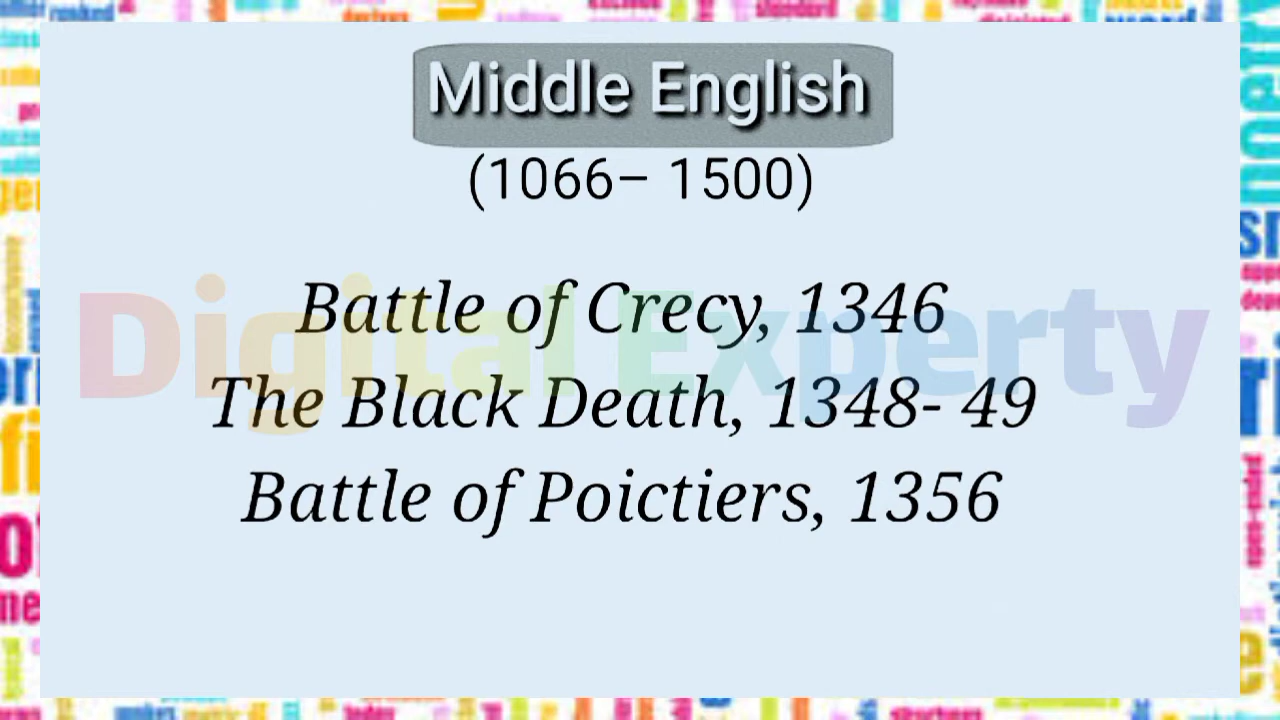 Middle English
(1066– 1500)
Battle of Crecy, 1346
Digital Experty
The Black Death, 1348- 49
Battle of Poictiers, 1356